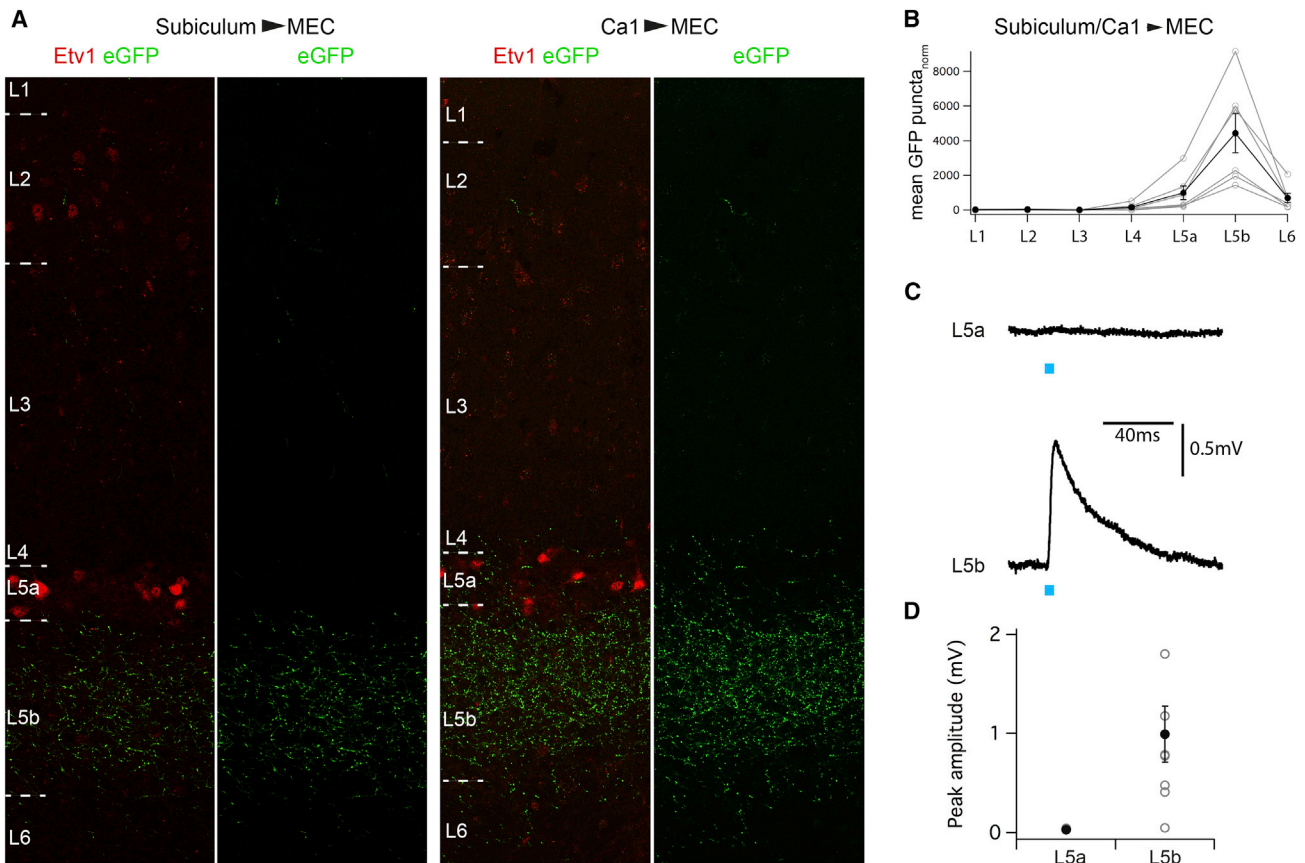 A
Subiculum ► MEC
Etv1 eGFP
eGFP
L1
L2
L3
L4
L5a
L5b
L6
Ca1 ► MEC
Etv1 eGFP
eGFP
L1
L2
L3
L4
L5a
L5b
L6
B
Subiculum/Ca1 ► MEC
mean GFP puncta norm
8000
6000
4000
2000
0
L1 L2 L3 L4 L5a L5b L6
C
L5a
40ms
0.5mV
L5b
D
Peak amplitude (mV)
2
1
0
L5a L5b